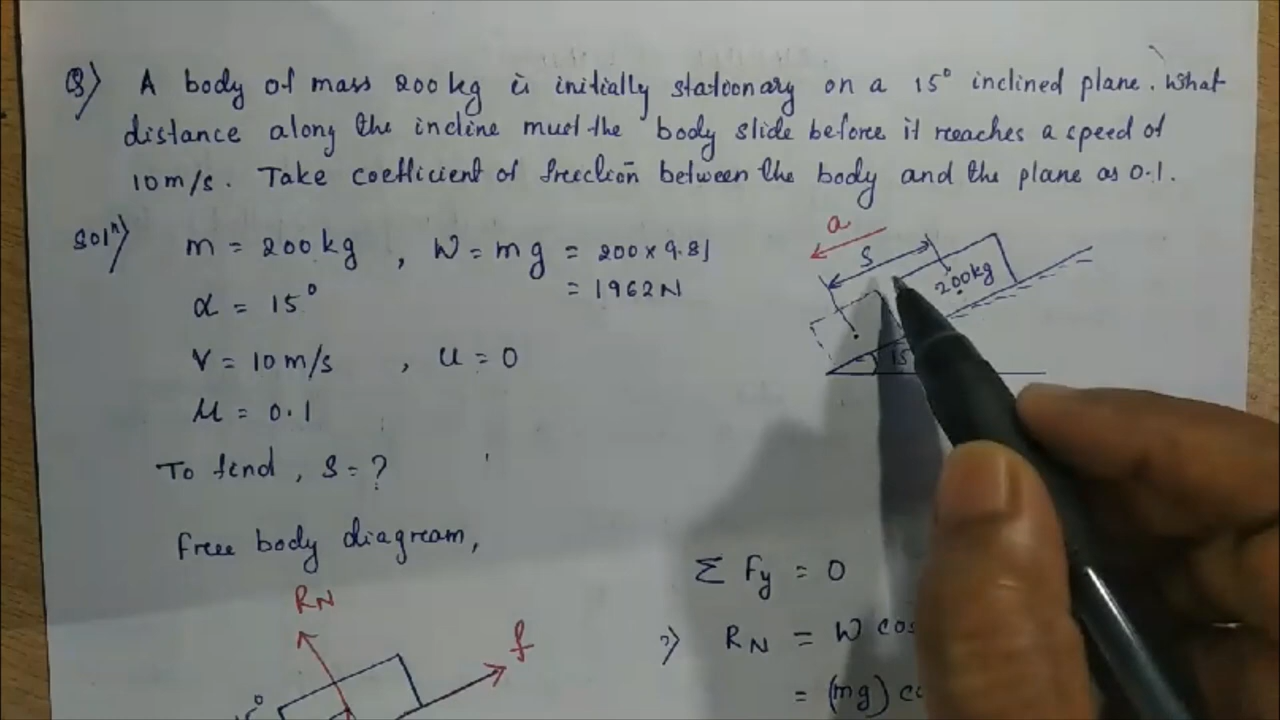 Q) A body of mass 200 kg is initially stationary on a 15° inclined plane. What
distance along the incline must the body slide before it reaches a speed of
10 m/s. Take coefficient of friction between the body and the plane as 0.1.
Solⁿ) m = 200 kg , W = mg = 200 x 9.81
= 1962 N
α = 15°
V = 10 m/s , u = 0
μ = 0.1
To find , S = ?
Free body diagram,
a
S
200kg
15
Σ Fy = 0
RN
RN = W cos
f
= (mg)